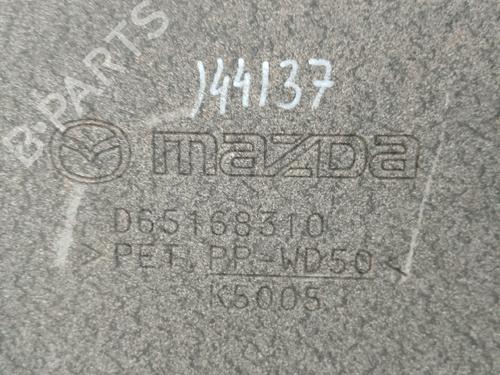 B-PARTS
144137
mazda
D65168310
>PET,PP-WD50<
K5005